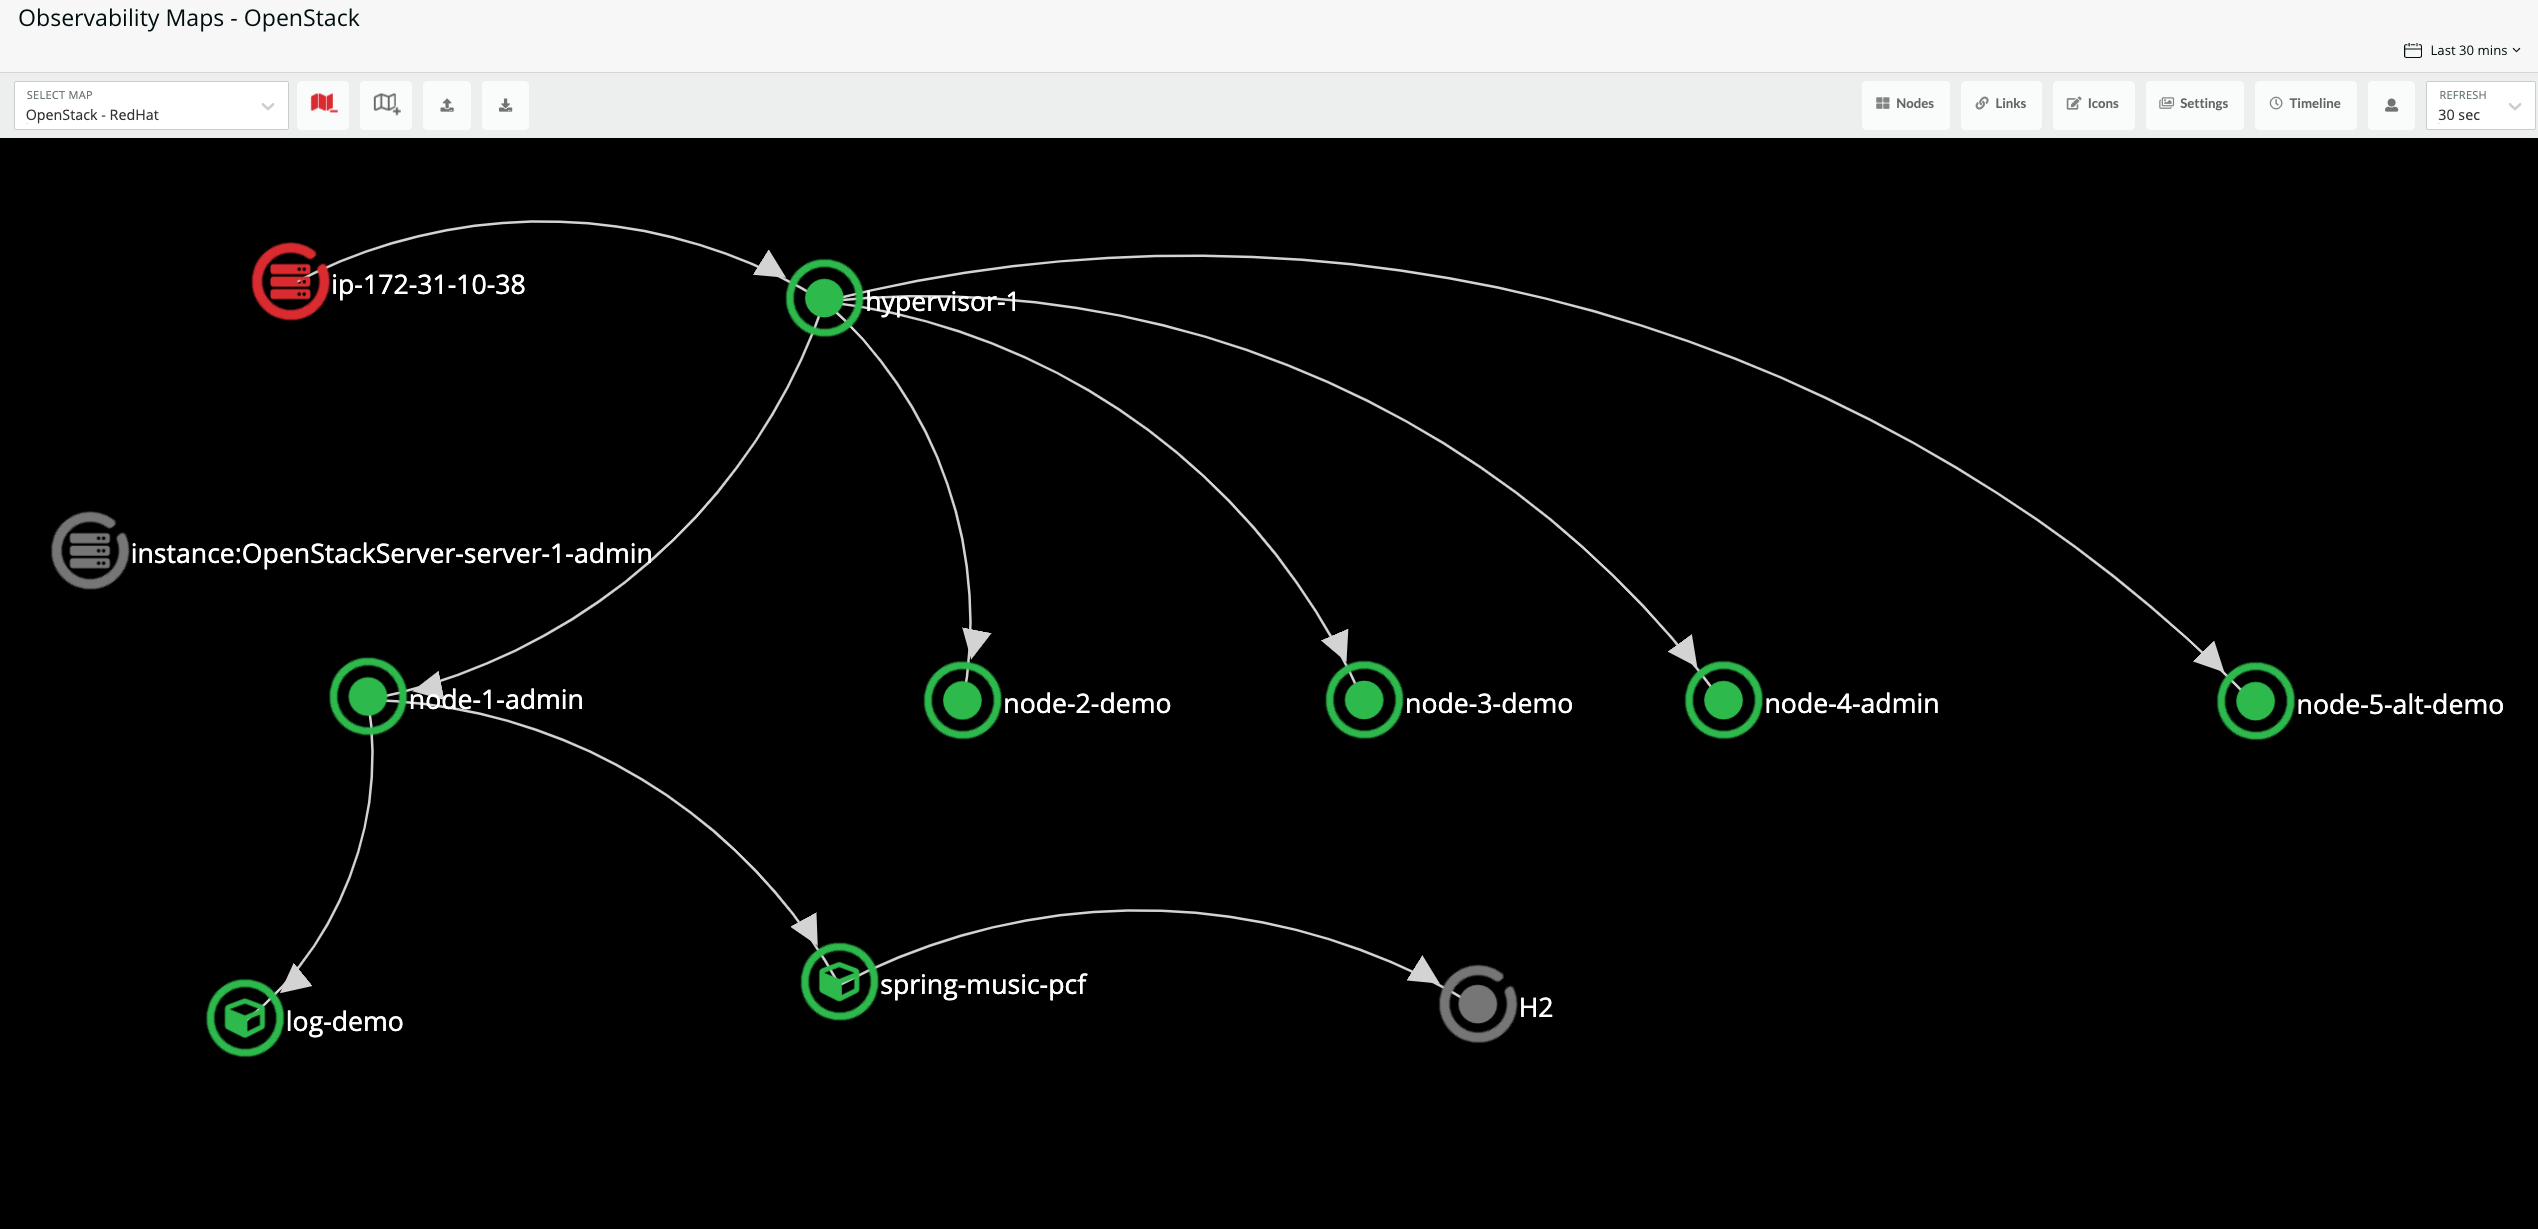 Observability Maps - OpenStack
Last 30 mins
SELECT MAP
OpenStack - RedHat
Nodes
Links
Icons
Settings
Timeline
REFRESH
30 sec
ip-172-31-10-38
hypervisor-1
instance:OpenStackServer-server-1-admin
node-1-admin
node-2-demo
node-3-demo
node-4-admin
node-5-alt-demo
spring-music-pcf
H2
log-demo